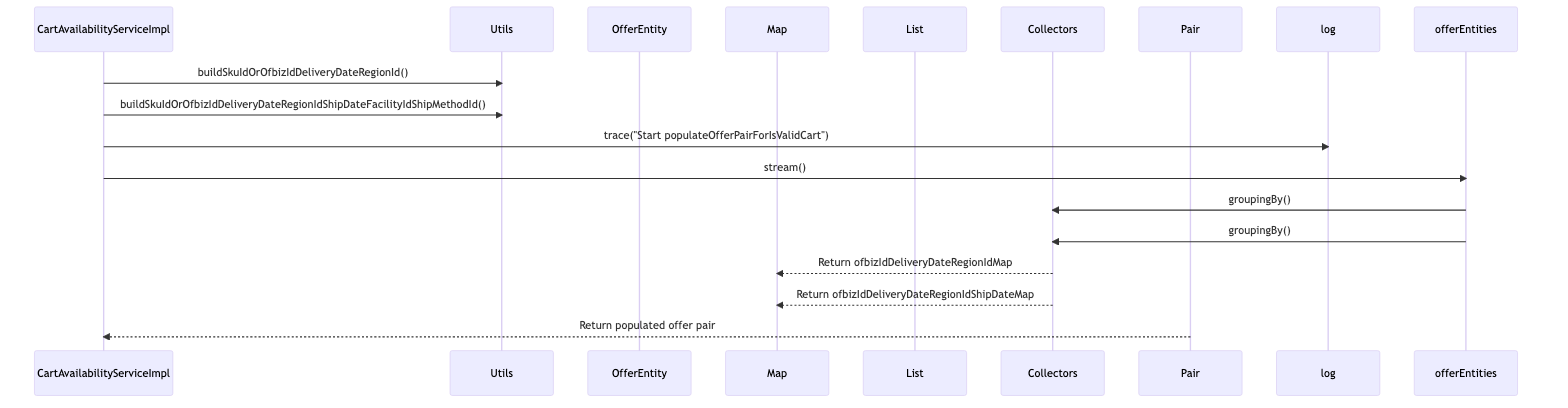 CartAvailabilityServiceImpl
Utils
OfferEntity
Map
List
Collectors
Pair
log
offerEntities
buildSkuIdOrOfbizIdDeliveryDateRegionId()
buildSkuIdOrOfbizIdDeliveryDateRegionIdShipDateFacilityIdShipMethodId()
trace("Start populateOfferPairForIsValidCart")
stream()
groupingBy()
groupingBy()
Return ofbizIdDeliveryDateRegionIdMap
Return ofbizIdDeliveryDateRegionIdShipDateMap
Return populated offer pair
CartAvailabilityServiceImpl
Utils
OfferEntity
Map
List
Collectors
Pair
log
offerEntities